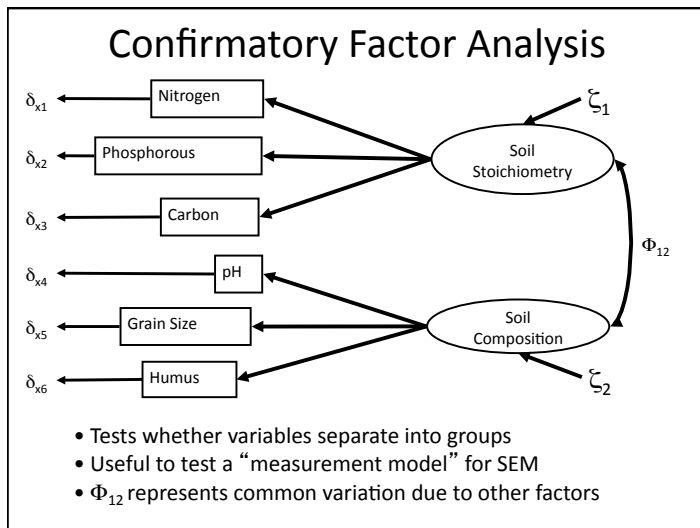 Confirmatory Factor Analysis
δx1
Nitrogen
ζ1
δx2
Phosphorous
Soil
Stoichiometry
δx3
Carbon
Φ12
δx4
pH
δx5
Grain Size
Soil
Composition
δx6
Humus
ζ2
• Tests whether variables separate into groups
• Useful to test a “measurement model” for SEM
• Φ12 represents common variation due to other factors